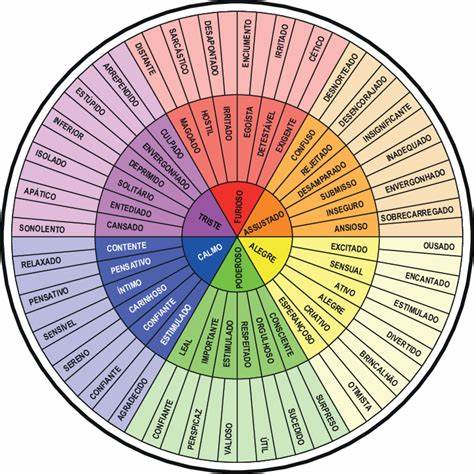 FURIOSO
ASSUSTADO
ALEGRE
PODEROSO
CALMO
TRISTE
MAGOADO
HOSTIL
IRRITADO
EGOÍSTA
DETESTÁVEL
EXIGENTE
CONFUSO
REJEITADO
DESAMPARADO
SUBMISSO
INSEGURO
ANSIOSO
EXCITADO
SENSUAL
ATIVO
ALEGRE
CRIATIVO
ESPERANÇOSO
CONSCIENTE
ORGULHOSO
RESPEITADO
ESTIMULADO
IMPORTANTE
LEAL
ESTIMULADO
CONFIANTE
CARINHOSO
ÍNTIMO
PENSATIVO
CONTENTE
CANSADO
ENTEDIADO
SOLITÁRIO
DEPRIMIDO
ENVERGONHADO
CULPADO
DISTANTE
SARCÁSTICO
DESAPONTADO
ENCIUMENTO
IRRITADO
CÉTICO
DESNORTEADO
DESENCORAJADO
INSIGNIFICANTE
INADEQUADO
ENVERGONHADO
SOBRECARREGADO
OUSADO
ENCANTADO
ESTIMULADO
DIVERTIDO
BRINCALHÃO
OTIMISTA
SURPRESO
SUCEDIDO
ÚTIL
VALIOSO
PERSPICAZ
CONFIANTE
AGRADECIDO
CONFIANTE
SERENO
SENSÍVEL
PENSATIVO
RELAXADO
SONOLENTO
APÁTICO
ISOLADO
INFERIOR
ESTÚPIDO
ARREPENDIDO